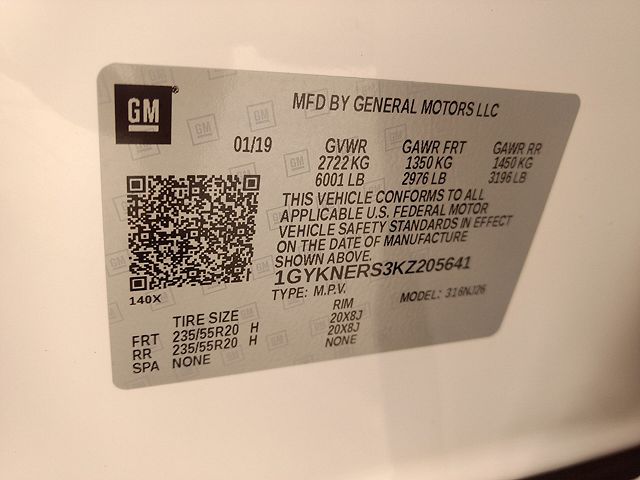 GM®
MFD BY GENERAL MOTORS LLC
01/19 GVWR GAWR FRT GAWR RR
2722 KG 1350 KG 1450 KG
6001 LB 2976 LB 3196 LB
THIS VEHICLE CONFORMS TO ALL
APPLICABLE U.S. FEDERAL MOTOR
VEHICLE SAFETY STANDARDS IN EFFECT
ON THE DATE OF MANUFACTURE
SHOWN ABOVE.
1GYKNERS3KZ205641
140X
TYPE: M.P.V. MODEL: 316NJ26
TIRE SIZE RIM
FRT 235/55R20 H 20X8J
RR 235/55R20 H 20X8J
SPA NONE NONE